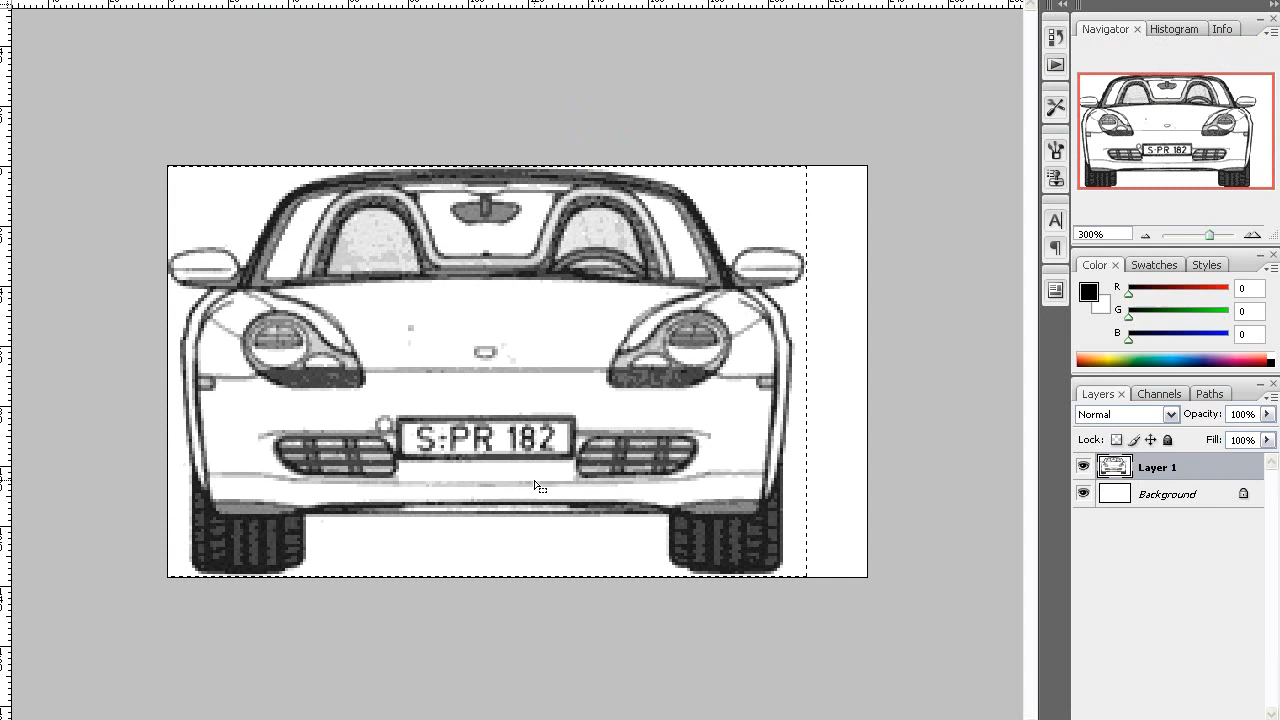 Navigator × Histogram Info
S·PR 182
300%
Color × Swatches Styles
R 0
G 0
B 0
Layers × Channels Paths
Normal Opacity: 100%
Lock: Fill: 100%
Layer 1
Background
S:PR 182